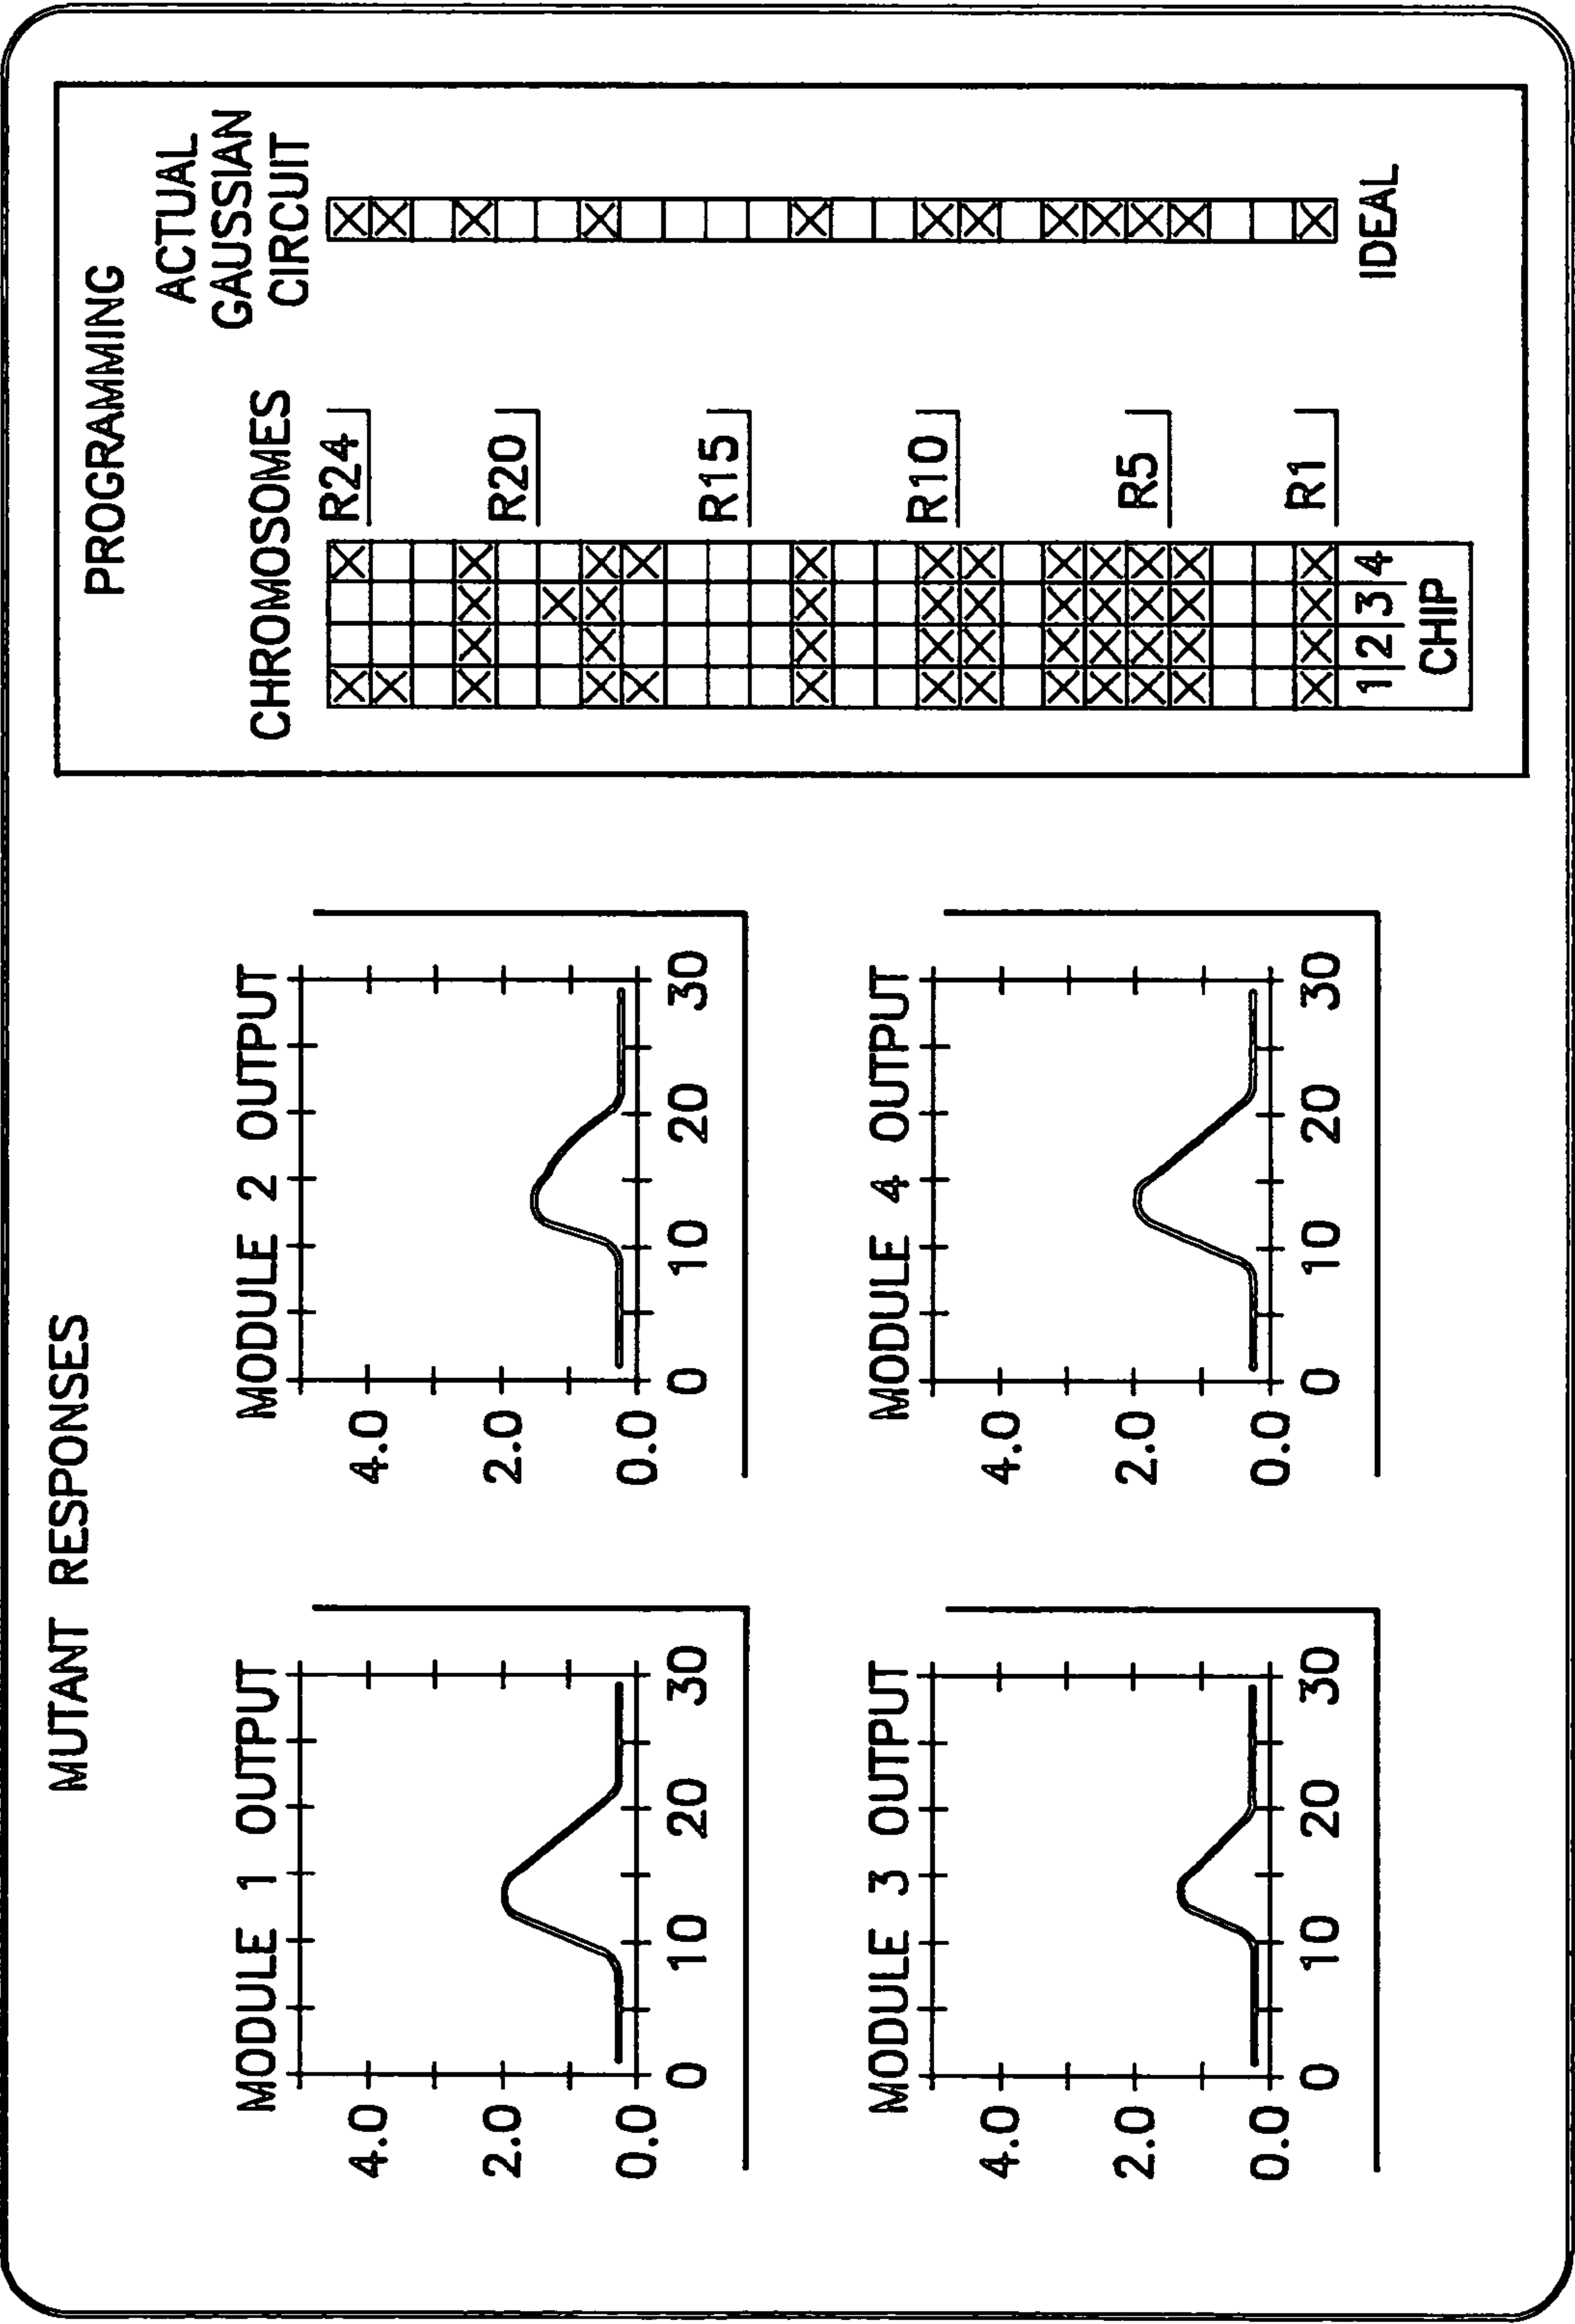 MUTANT RESPONSES
MODULE 1 OUTPUT
4.0
2.0
0.0
0 10 20 30
MODULE 2 OUTPUT
4.0
2.0
0.0
0 10 20 30
MODULE 3 OUTPUT
4.0
2.0
0.0
0 10 20 30
MODULE 4 OUTPUT
4.0
2.0
0.0
0 10 20 30
PROGRAMMING
CHROMOSOMES
R24
R20
R15
R10
R5
R1
1 2 3 4
CHIP
ACTUAL
GAUSSIAN
CIRCUIT
IDEAL